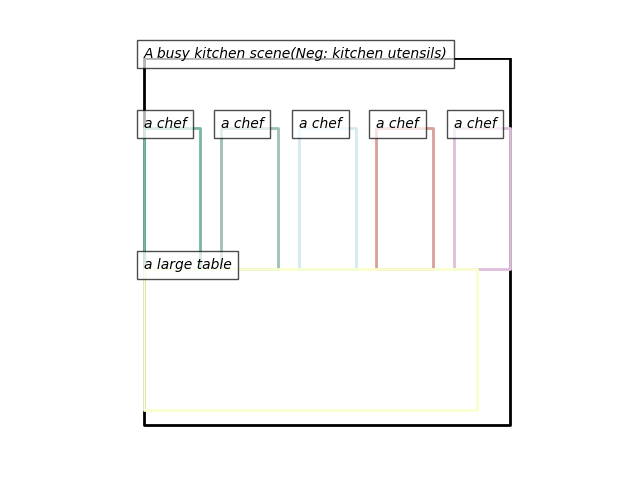 A busy kitchen scene(Neg: kitchen utensils)
a chef a chef a chef a chef a chef
a large table